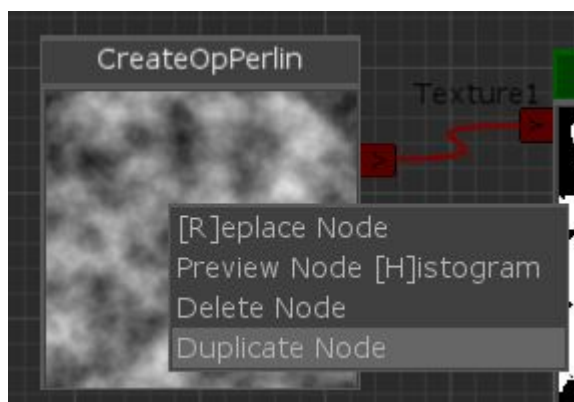 CreateOpPerlin
Texture1
>
>
[R]eplace Node
Preview Node [H]istogram
Delete Node
Duplicate Node